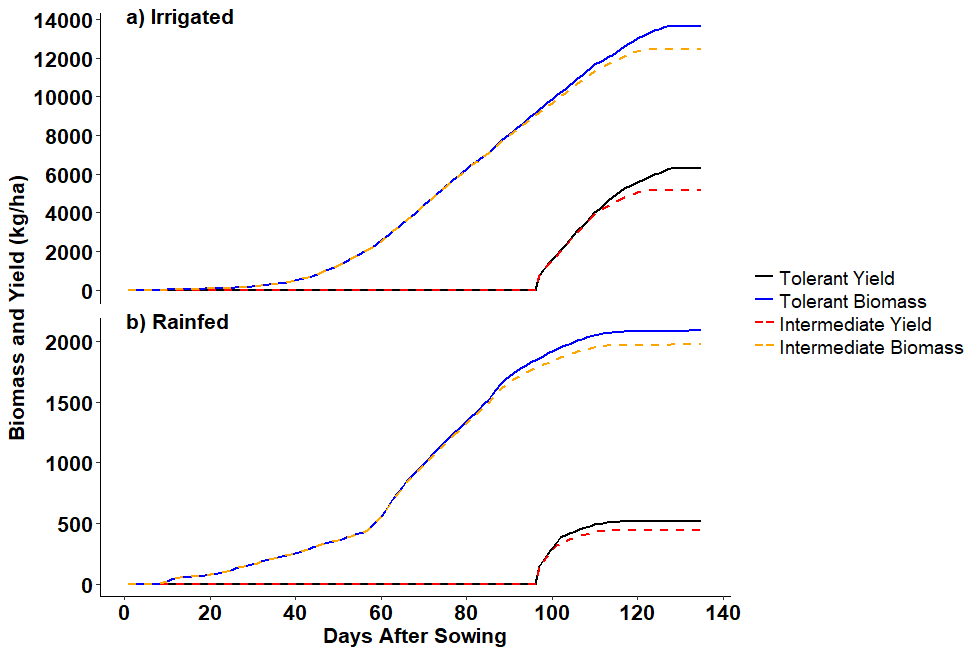 a) Irrigated
14000
12000
10000
8000
6000
4000
2000
0
Biomass and Yield (kg/ha)
b) Rainfed
2000
1500
1000
500
0
0 20 40 60 80 100 120 140
Days After Sowing
Tolerant Yield
Tolerant Biomass
Intermediate Yield
Intermediate Biomass